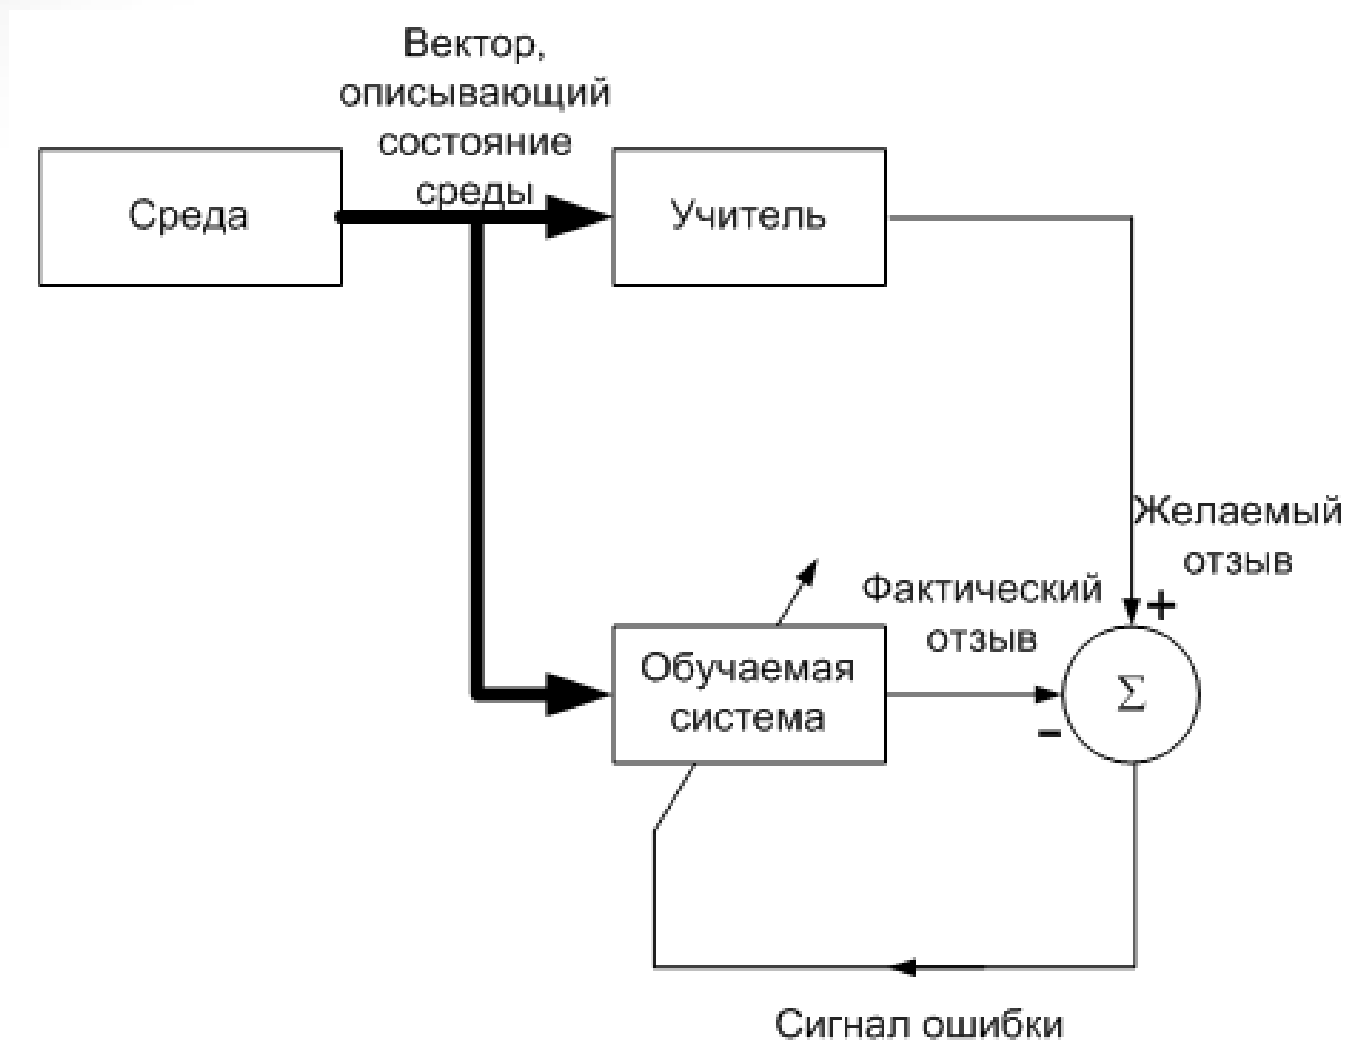 Вектор,
описывающий
состояние
среды
Среда
Учитель
Желаемый
отзыв
Фактический
отзыв
+
Обучаемая
система
Σ
-
Сигнал ошибки